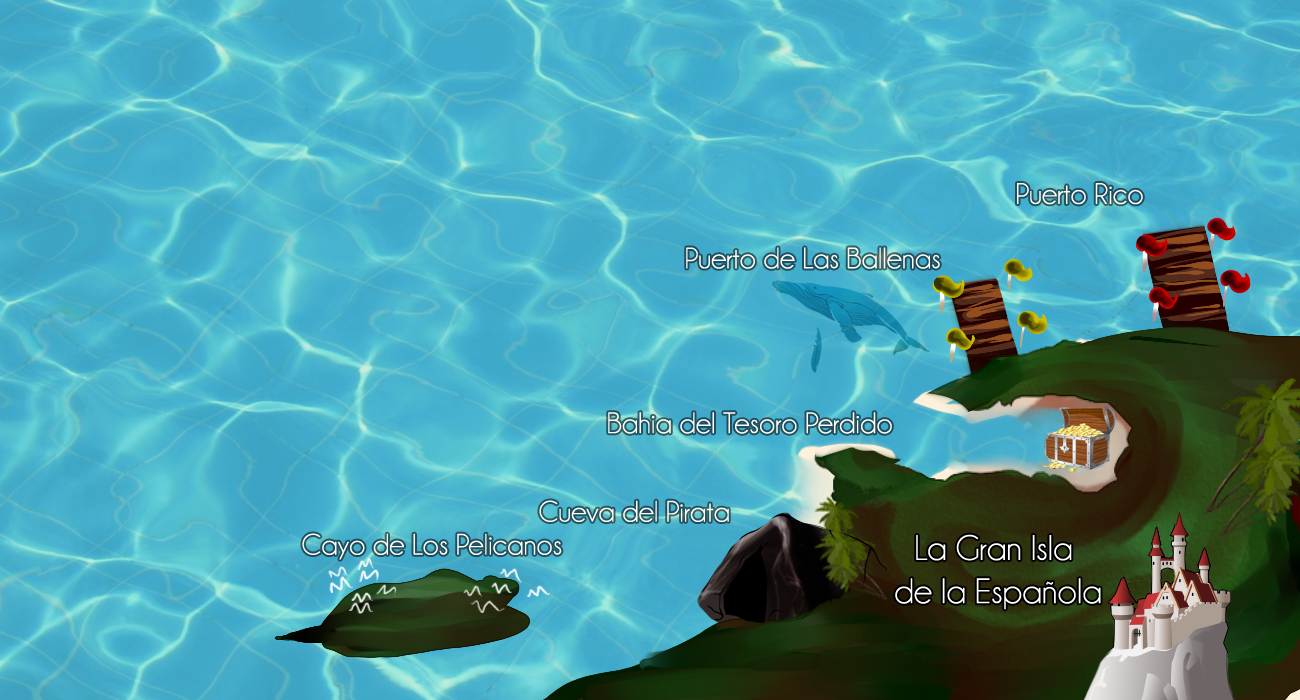 Puerto Rico
Puerto de Las Ballenas
Bahia del Tesoro Perdido
Cueva del Pirata
Cayo de Los Pelicanos
La Gran Isla
de la Española